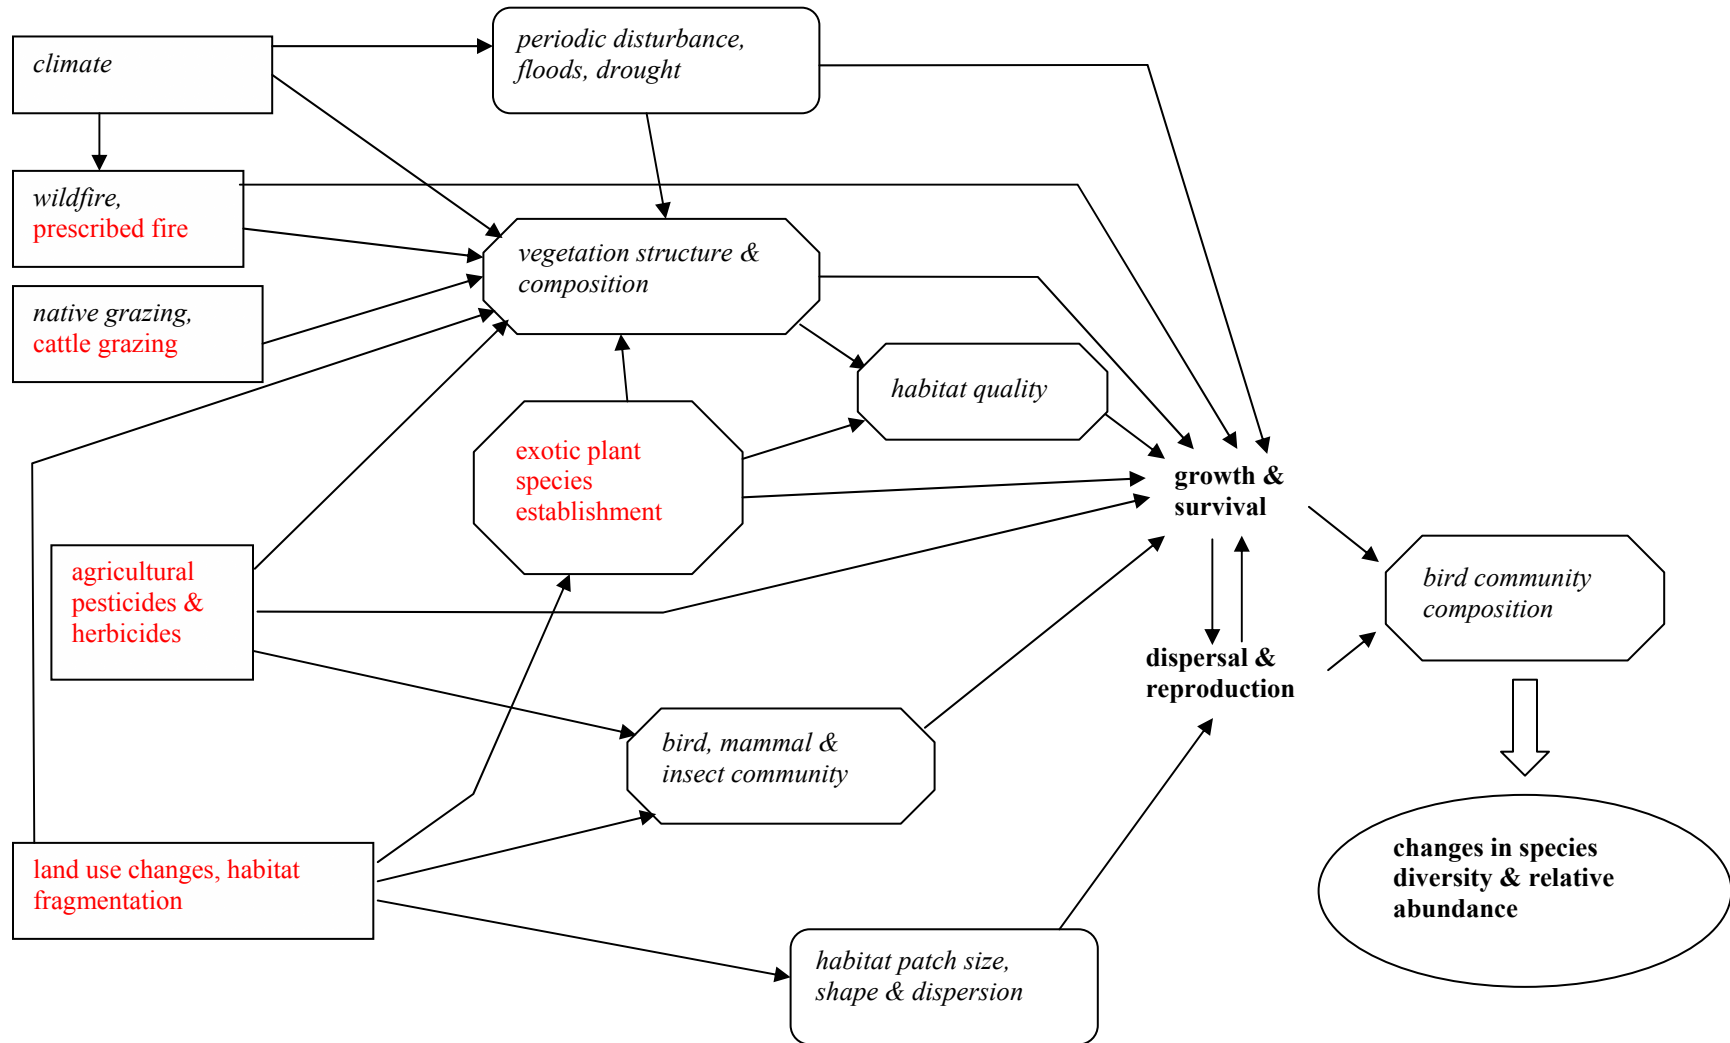 climate
periodic disturbance,
floods, drought
wildfire,
prescribed fire
vegetation structure &
composition
native grazing,
cattle grazing
habitat quality
exotic plant
species
establishment
growth &
survival
agricultural
pesticides &
herbicides
bird community
composition
dispersal &
reproduction
bird, mammal &
insect community
land use changes, habitat
fragmentation
changes in species
diversity & relative
abundance
habitat patch size,
shape & dispersion